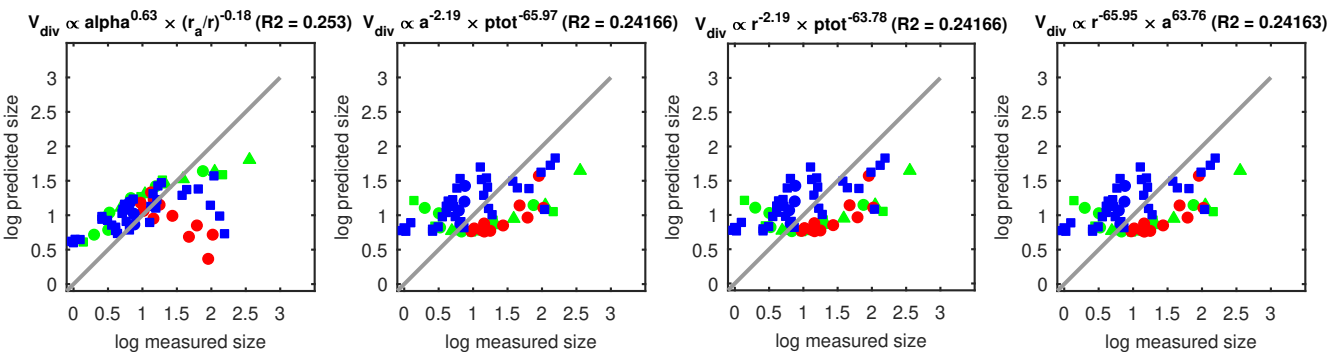 V_div ∝ alpha^0.63 × (r_a/r)^-0.18 (R2 = 0.253)
3
2.5
2
1.5
1
0.5
0
0 0.5 1 1.5 2 2.5 3
log predicted size
log measured size
V_div ∝ a^-2.19 × ptot^-65.97 (R2 = 0.24166)
3
2.5
2
1.5
1
0.5
0
0 0.5 1 1.5 2 2.5 3
log predicted size
log measured size
V_div ∝ r^-2.19 × ptot^-63.78 (R2 = 0.24166)
3
2.5
2
1.5
1
0.5
0
0 0.5 1 1.5 2 2.5 3
log predicted size
log measured size
V_div ∝ r^-65.95 × a^63.76 (R2 = 0.24163)
3
2.5
2
1.5
1
0.5
0
0 0.5 1 1.5 2 2.5 3
log predicted size
log measured size